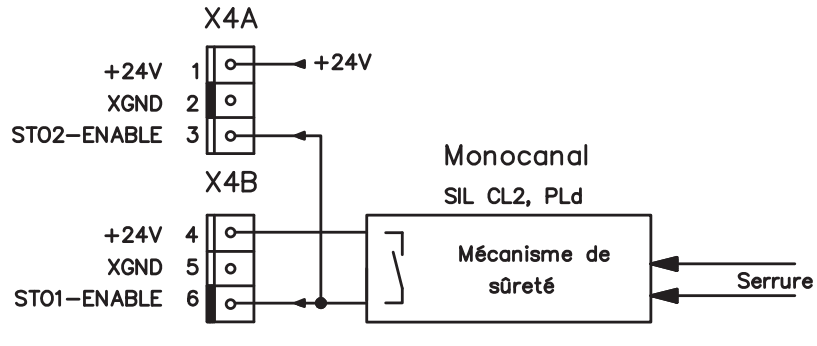 X4A
+24V 1 +24V
XGND 2
STO2-ENABLE 3
X4B
Monocanal
SIL CL2, PLd
+24V 4
XGND 5
STO1-ENABLE 6
Mécanisme de
sûreté
Serrure